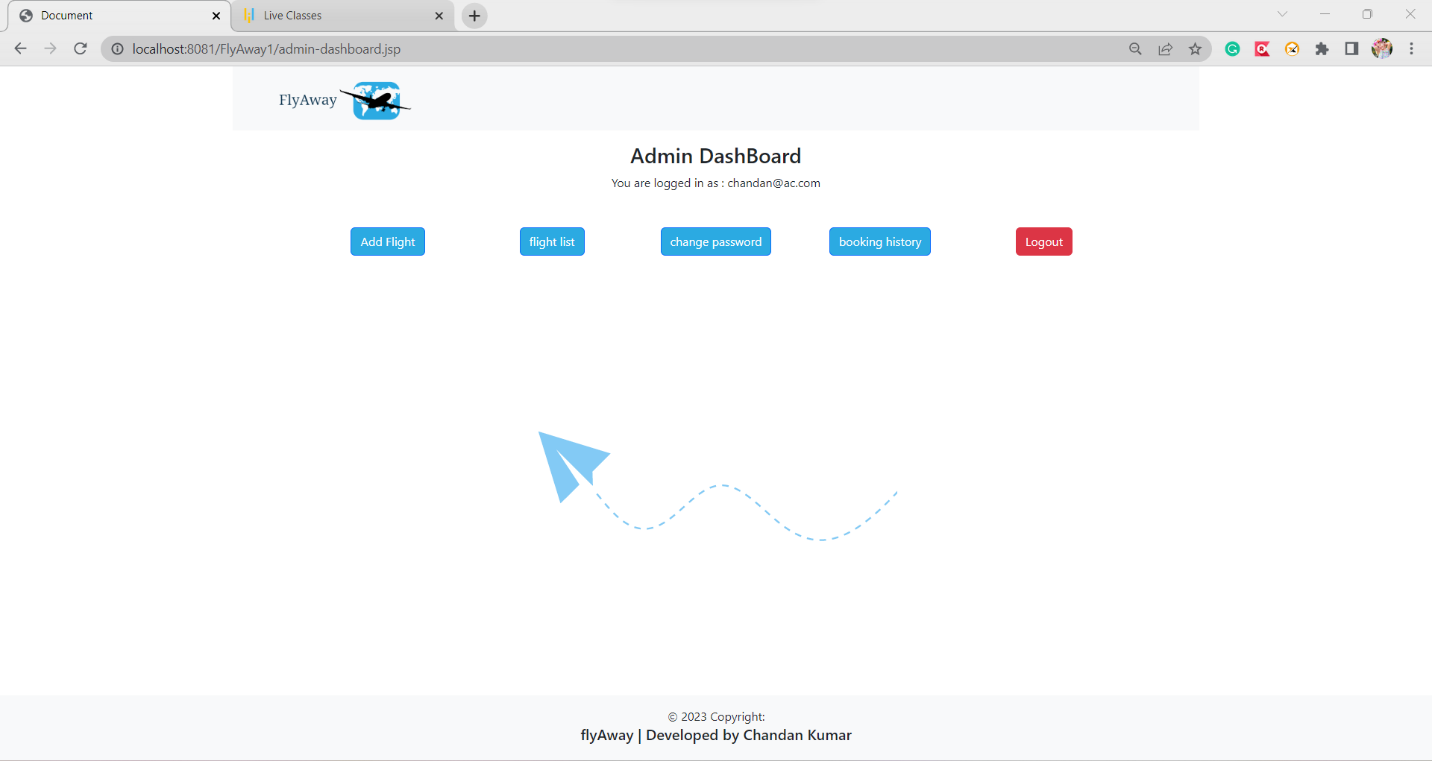 Document
Live Classes
localhost:8081/FlyAway1/admin-dashboard.jsp
FlyAway
Admin DashBoard
You are logged in as : chandan@ac.com
Add Flight flight list change password booking history Logout
© 2023 Copyright:
flyAway | Developed by Chandan Kumar